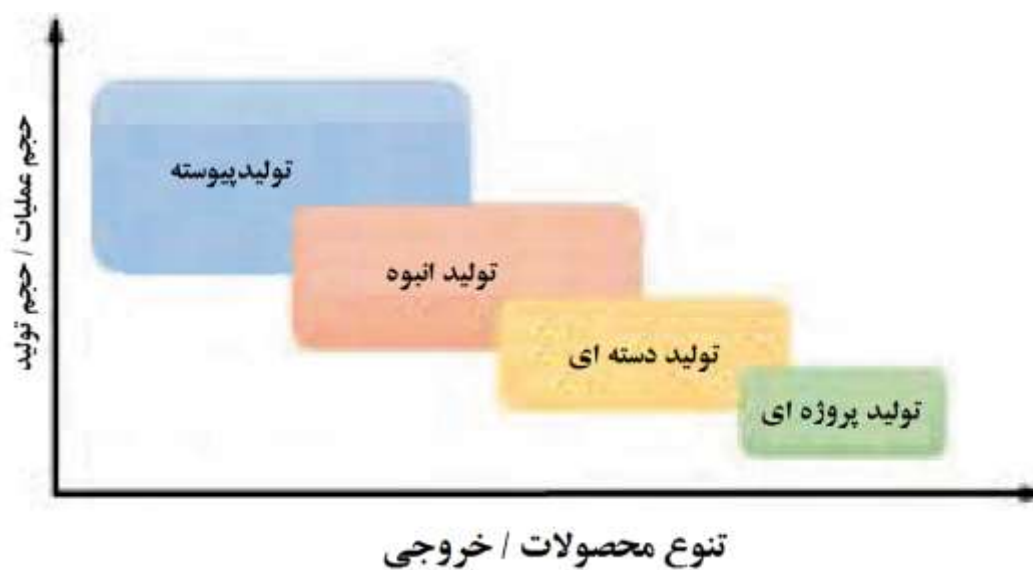 حجم عملیات / حجم تولید
تولیدپیوسته
تولید انبوه
تولید دسته ای
تولید پروژه ای
تنوع محصولات / خروجی